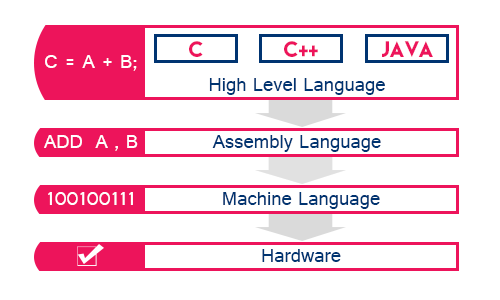 C = A + B;
C
C++
JAVA
High Level Language
ADD A , B
Assembly Language
100100111
Machine Language
Hardware